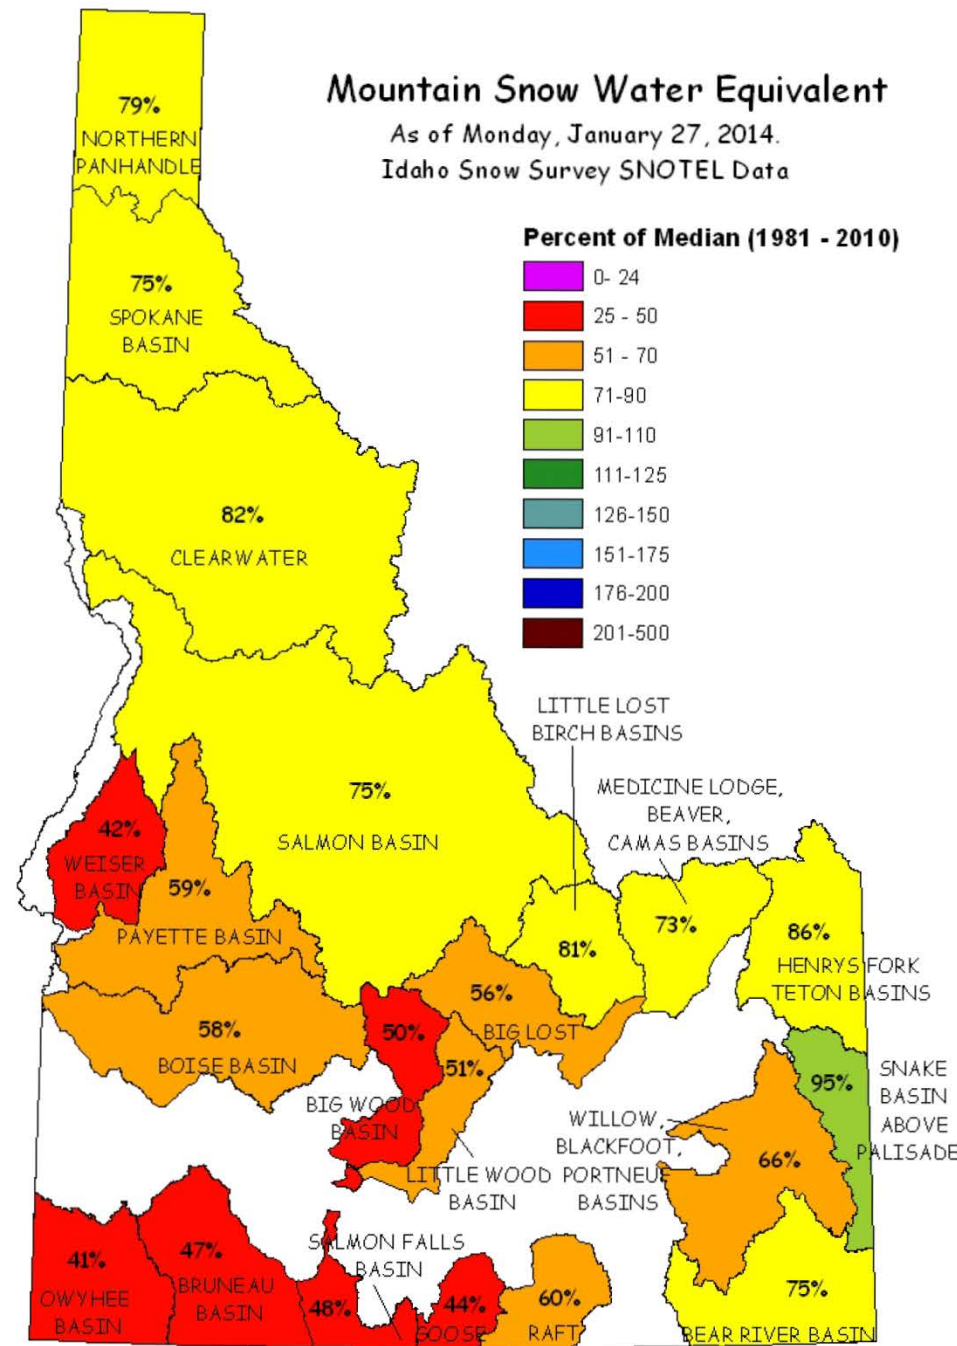 Mountain Snow Water Equivalent
As of Monday, January 27, 2014.
Idaho Snow Survey SNOTEL Data
Percent of Median (1981 - 2010)
0- 24
25 - 50
51 - 70
71-90
91-110
111-125
126-150
151-175
176-200
201-500
79%
NORTHERN
PANHANDLE
75%
SPOKANE
BASIN
82%
CLEARWATER
75%
SALMON BASIN
LITTLE LOST
BIRCH BASINS
81%
MEDICINE LODGE,
BEAVER,
CAMAS BASINS
73%
86%
HENRYS FORK
TETON BASINS
42%
WEISER
BASIN
59%
PAYETTE BASIN
58%
BOISE BASIN
50%
BIG WOOD
BASIN
56%
BIG LOST
51%
LITTLE WOOD
BASIN
WILLOW,
BLACKFOOT,
PORTNEUF
BASINS
66%
95%
SNAKE
BASIN
ABOVE
PALISADE
41%
OWYHEE
BASIN
47%
BRUNEAU
BASIN
SALMON FALLS
BASIN
48%
44%
GOOSE
60%
RAFT
75%
BEAR RIVER BASIN